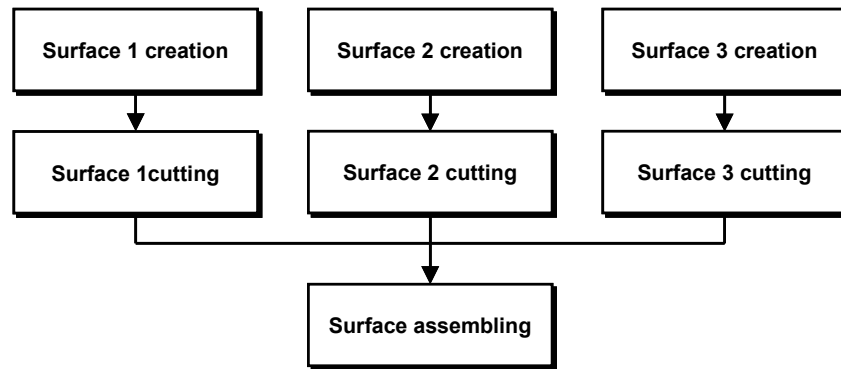 Surface 1 creation
Surface 2 creation
Surface 3 creation
Surface 1cutting
Surface 2 cutting
Surface 3 cutting
Surface assembling